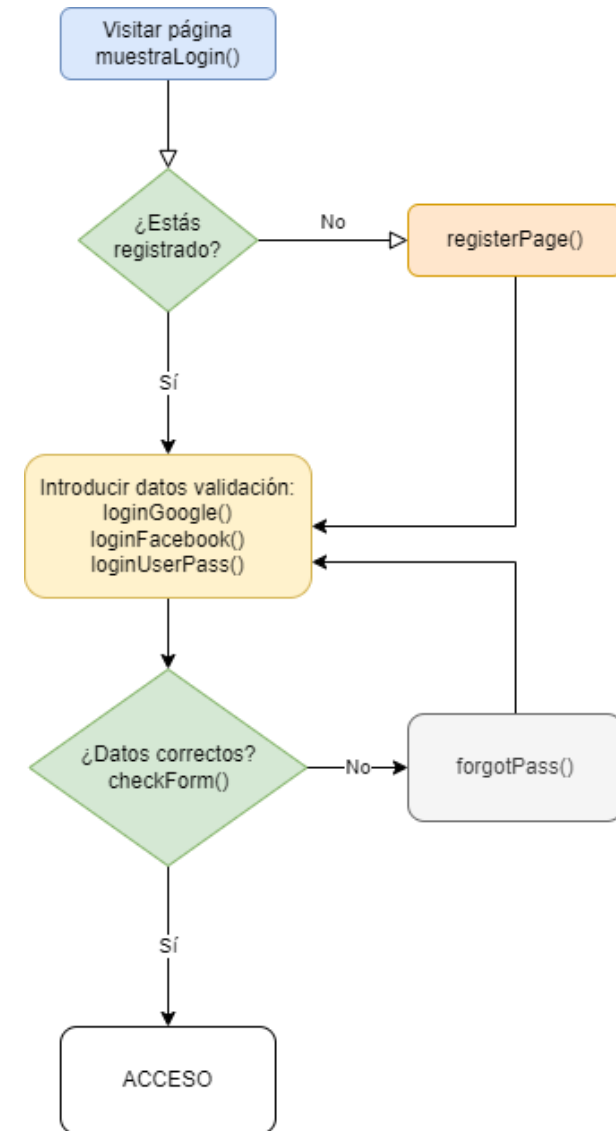 Visitar página
muestraLogin()
¿Estás
registrado?
No
registerPage()
Sí
Introducir datos validación:
loginGoogle()
loginFacebook()
loginUserPass()
¿Datos correctos?
checkForm()
No
forgotPass()
Sí
ACCESO